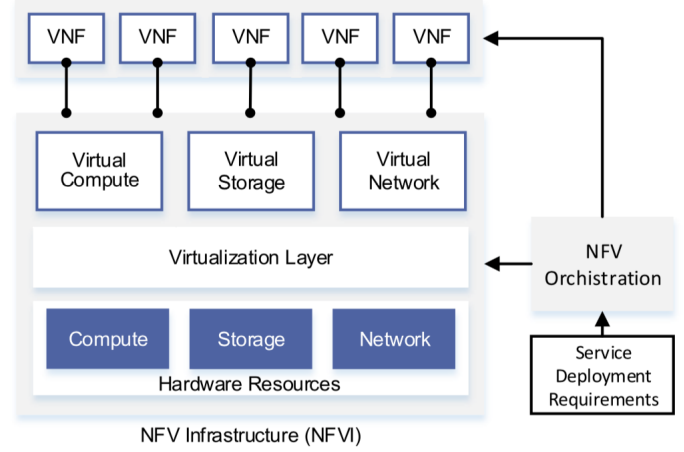 VNF VNF VNF VNF VNF
Virtual
Compute
Virtual
Storage
Virtual
Network
Virtualization Layer
NFV
Orchistration
Compute
Storage
Network
Hardware Resources
Service
Deployment
Requirements
NFV Infrastructure (NFVI)